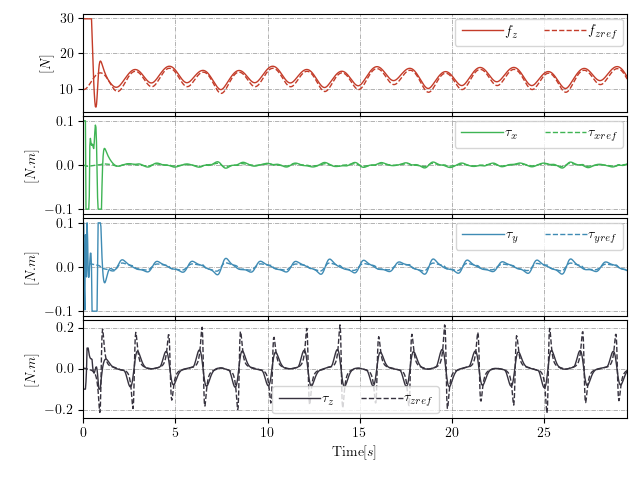 30
20
10
[N]
f_z f_zref
0.1
0.0
−0.1
[N.m]
τ_x τ_xref
0.1
0.0
−0.1
[N.m]
τ_y τ_yref
0.2
0.0
−0.2
[N.m]
τ_z τ_zref
0 5 10 15 20 25
Time[s]